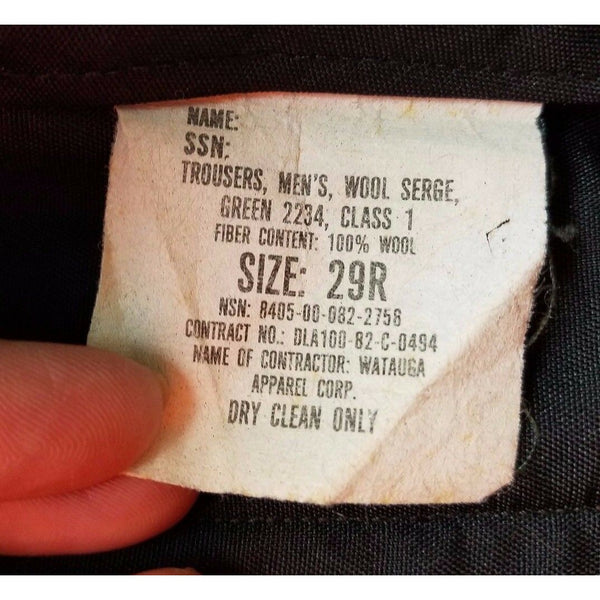 NAME:
SSN:
TROUSERS, MEN'S, WOOL SERGE,
GREEN 2234, CLASS 1
FIBER CONTENT: 100% WOOL
SIZE: 29R
NSN: 8405-00-082-2756
CONTRACT NO.: DLA100-82-C-0494
NAME OF CONTRACTOR: WATAUGA
APPAREL CORP.
DRY CLEAN ONLY